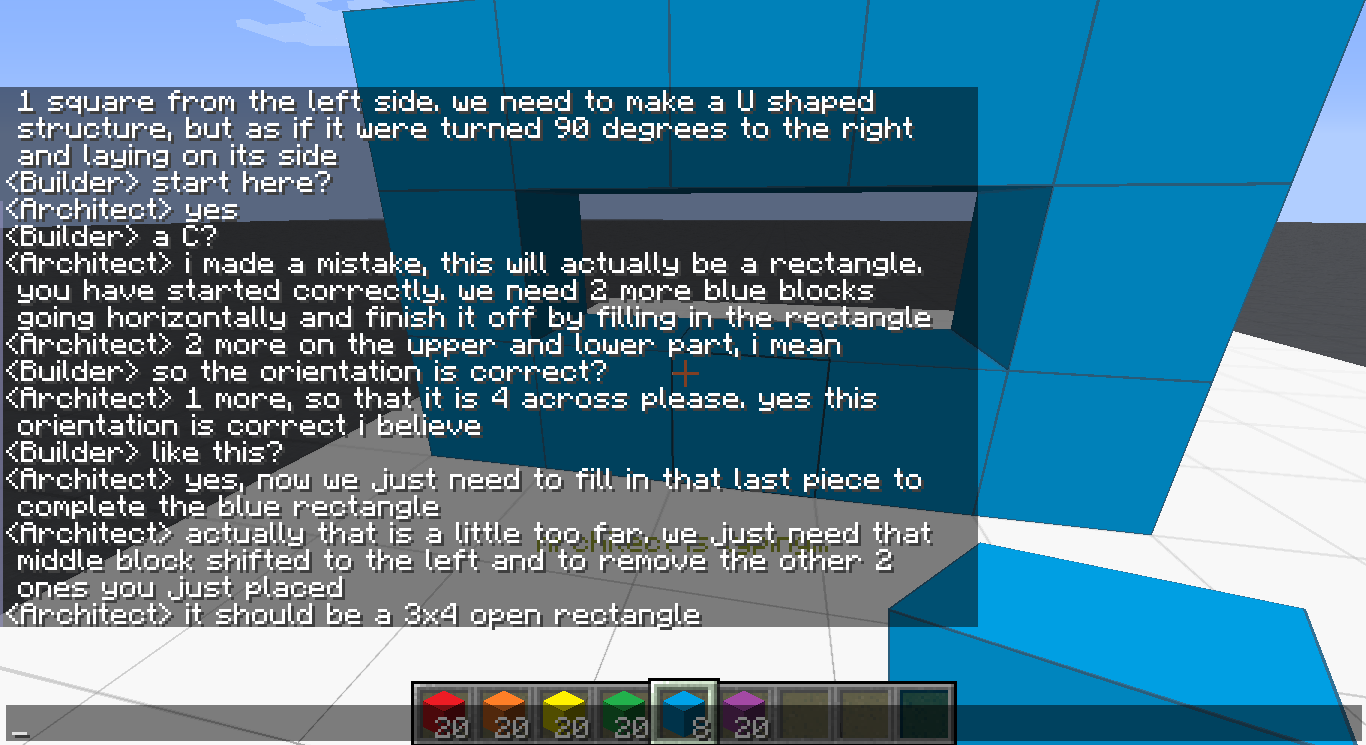 1 square from the left side. we need to make a U shaped
structure, but as if it were turned 90 degrees to the right
and laying on its side
<Builder> start here?
<Architect> yes
<Builder> a C?
<Architect> i made a mistake, this will actually be a rectangle.
you have started correctly. we need 2 more blue blocks
going horizontally and finish it off by filling in the rectangle
<Architect> 2 more on the upper and lower part, i mean
<Builder> so the orientation is correct?
<Architect> 1 more, so that it is 4 across please. yes this
orientation is correct i believe
<Builder> like this?
<Architect> yes, now we just need to fill in that last piece to
complete the blue rectangle
<Architect> actually that is a little too far. we just need that
middle block shifted to the left and to remove the other 2
ones you just placed
<Architect> it should be a 3x4 open rectangle
Architect is typing...
20 20 20 20 8 20
_